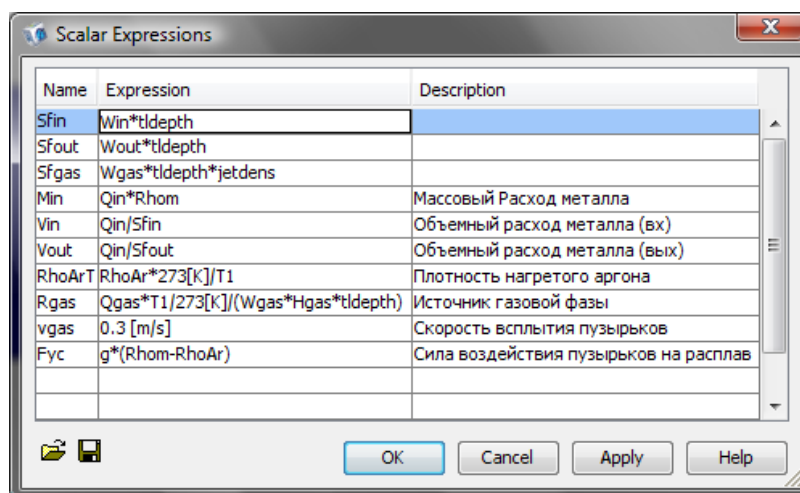 Scalar Expressions
Name Expression Description
Sfin Win*tldepth
Sfout Wout*tldepth
Sfgas Wgas*tldepth*jetdens
Min Qin*Rhom Массовый Расход металла
Vin Qin/Sfin Объемный расход металла (вх)
Vout Qin/Sfout Объемный расход металла (вых)
RhoArT RhoAr*273[K]/T1 Плотность нагретого аргона
Rgas Qgas*T1/273[K]/(Wgas*Hgas*tldepth) Источник газовой фазы
vgas 0.3 [m/s] Скорость всплытия пузырьков
Fyc g*(Rhom-RhoAr) Сила воздействия пузырьков на расплав
OK Cancel Apply Help